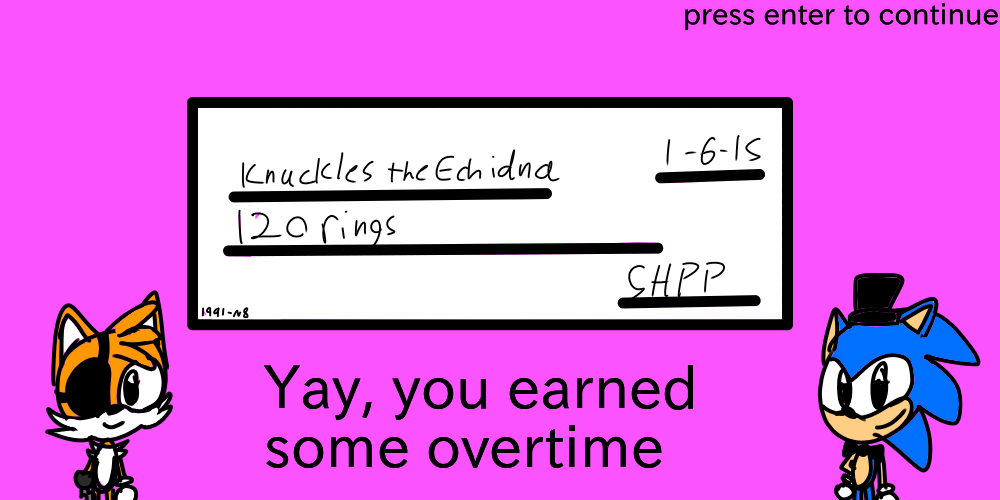 press enter to continue
Knuckles the Echidna
1-6-15
120 rings
SHPP
1991-N8
Yay, you earned
some overtime